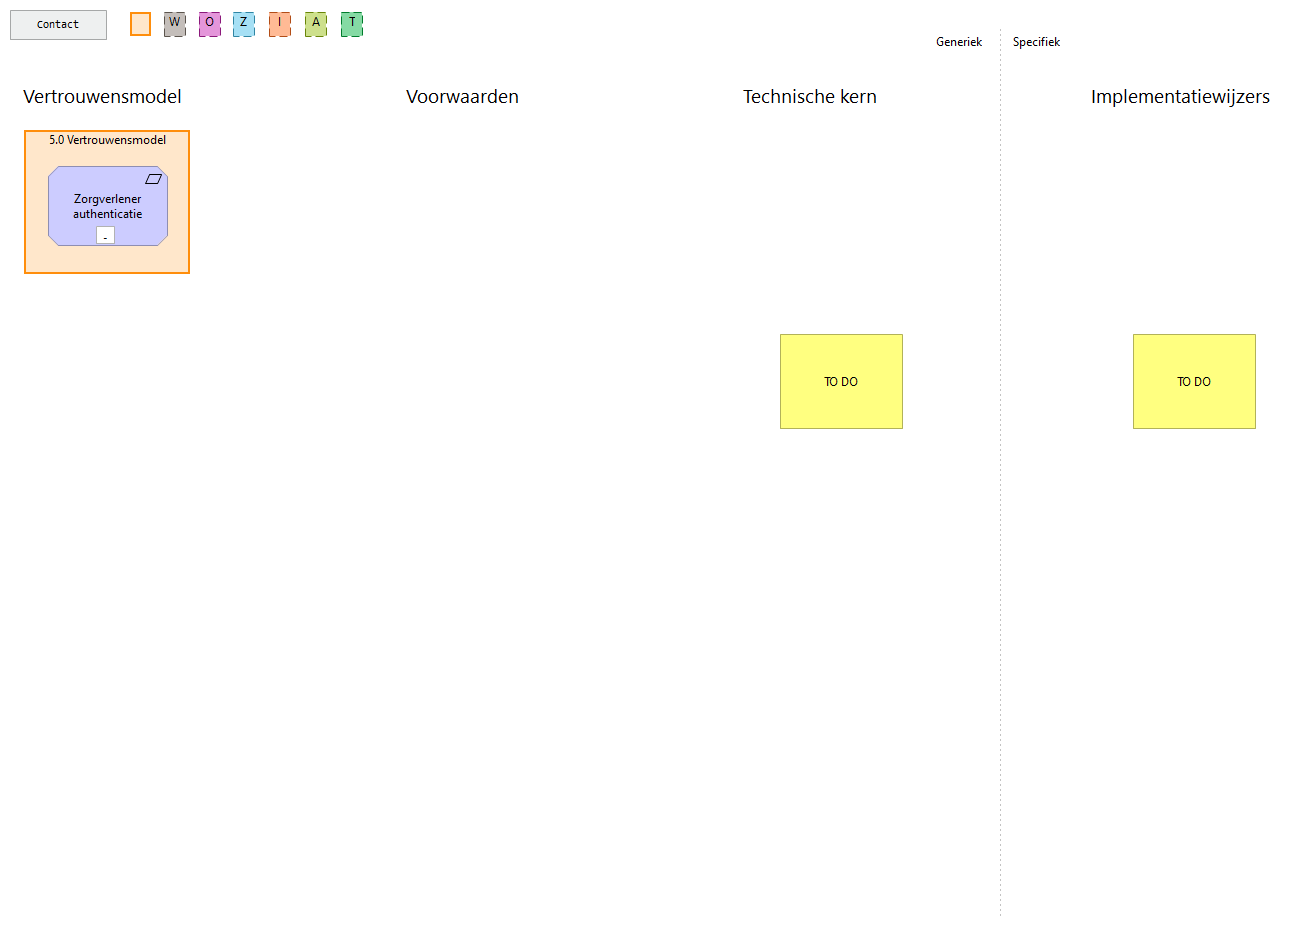 Contact
W
O
Z
I
A
T
Generiek
Specifiek
Vertrouwensmodel
Voorwaarden
Technische kern
Implementatiewijzers
5.0 Vertrouwensmodel
Zorgverlener
authenticatie
-
TO DO
TO DO